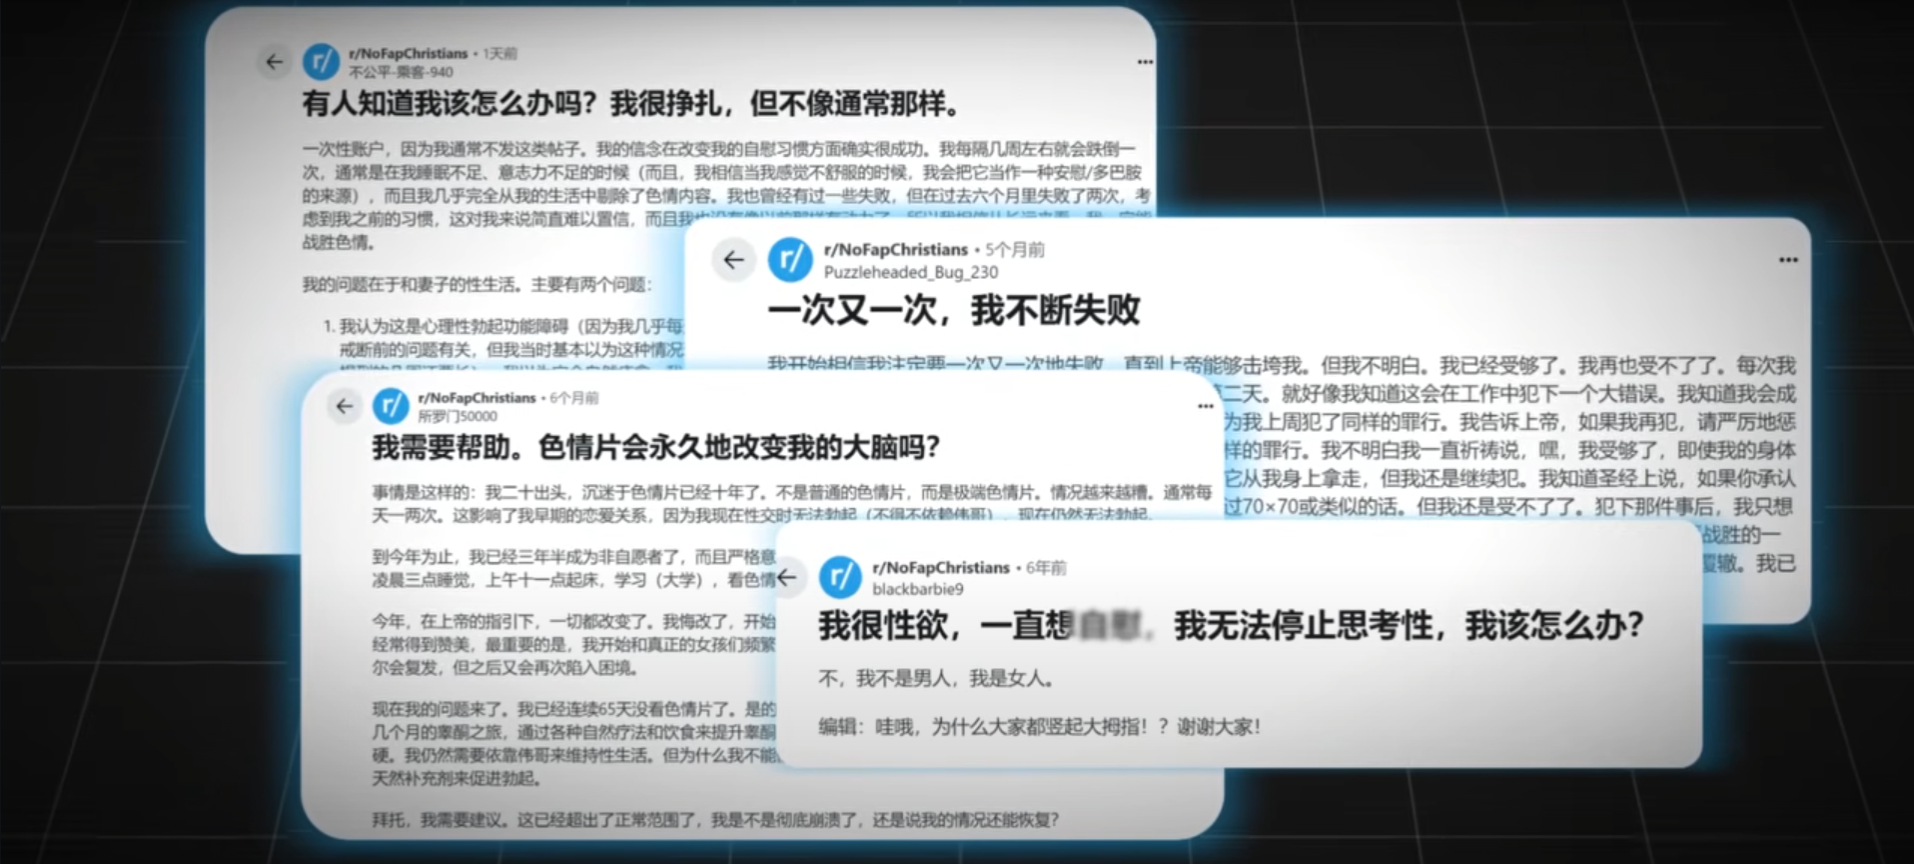 r/NoFapChristians • 1天前
不公平-乘客-940
有人知道我该怎么办吗？我很挣扎，但不像通常那样。
一次性账户，因为我通常不发这类帖子。我的信念在改变我的自慰习惯方面确实很成功。我每隔几周左右就会跌倒一
次，通常是在我睡眠不足、意志力不足的时候（而且，我相信当我感觉不舒服的时候，我会把它当作一种安慰/多巴胺
的来源），而且我几乎完全从我的生活中剔除了色情内容。我也曾经有过一些失败，但在过去六个月里失败了两次，考
虑到我之前的习惯，这对我来说简直难以置信，而且我
战胜色情。
我的问题在于和妻子的性生活。主要有两个问题：
1. 我认为这是心理性勃起功能障碍（因为我几乎每
戒断前的问题有关，但我当时基本以为这种情况
r/NoFapChristians • 5个月前
Puzzleheaded_Bug_230
一次又一次，我不断失败
我开始相信我注定要一次又一次地失败，直到上帝能够击垮我。但我不明白。我已经受够了。我再也受不了了。每次我
二天。就好像我知道这会在工作中犯下一个大错误。我知道我会成
为我上周犯了同样的罪行。我告诉上帝，如果我再犯，请严厉地惩
样的罪行。我不明白我一直祈祷说，嘿，我受够了，即使我的身体
它从我身上拿走，但我还是继续犯。我知道圣经上说，如果你承认
过70×70或类似的话。但我还是受不了了。犯下那件事后，我只想
战胜的一
覆辙。我已
r/NoFapChristians • 6个月前
所罗门50000
我需要帮助。色情片会永久地改变我的大脑吗？
事情是这样的：我二十出头，沉迷于色情片已经十年了。不是普通的色情片，而是极端色情片。情况越来越糟。通常每
天一两次。这影响了我早期的恋爱关系，因为我现在性交时无法勃起（不得不依赖伟哥），现在仍然无法勃起。
到今年为止，我已经三年半成为非自愿者了，而且严格意
凌晨三点睡觉，上午十一点起床，学习（大学），看色情
今年，在上帝的指引下，一切都改变了。我悔改了，开始
经常得到赞美，最重要的是，我开始和真正的女孩们频繁
尔会复发，但之后又会再次陷入困境。
现在我的问题来了。我已经连续65天没看色情片了。是的
几个月的睾酮之旅，通过各种自然疗法和饮食来提升睾酮
硬。我仍然需要依靠伟哥来维持性生活。但为什么我不能
天然补充剂来促进勃起。
拜托，我需要建议。这已经超出了正常范围了，我是不是彻底崩溃了，还是说我的情况还能恢复？
r/NoFapChristians • 6年前
blackbarbie9
我很性欲，一直想自慰，我无法停止思考性，我该怎么办？
不，我不是男人，我是女人。
编辑：哇哦，为什么大家都竖起大拇指！？谢谢大家！